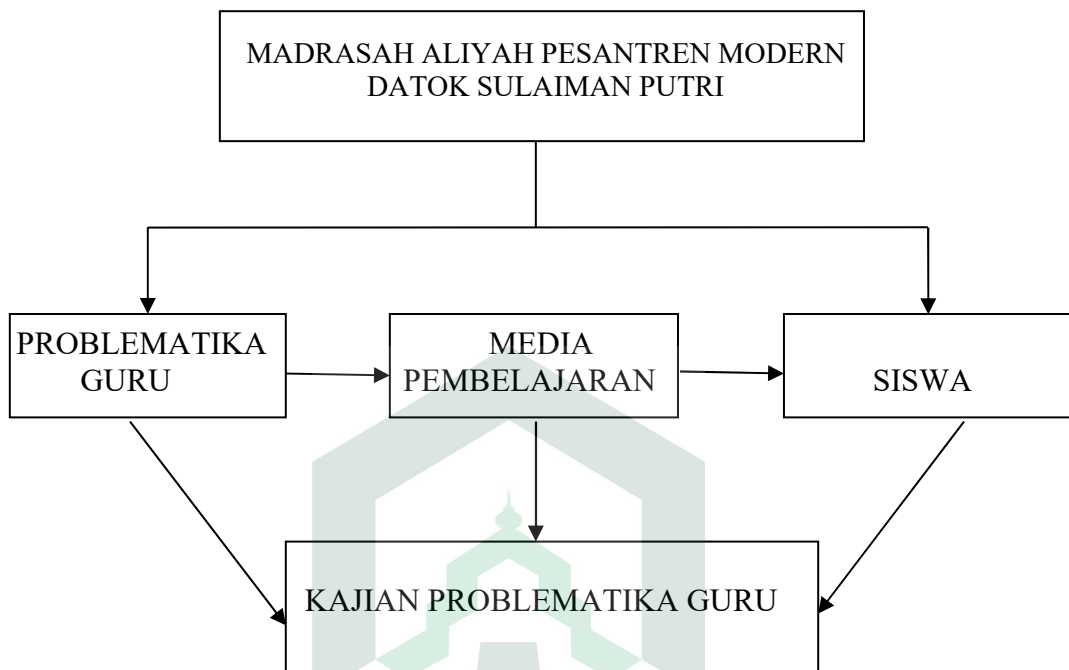 MADRASAH ALIYAH PESANTREN MODERN
DATOK SULAIMAN PUTRI
PROBLEMATIKA
GURU
MEDIA
PEMBELAJARAN
SISWA
KAJIAN PROBLEMATIKA GURU